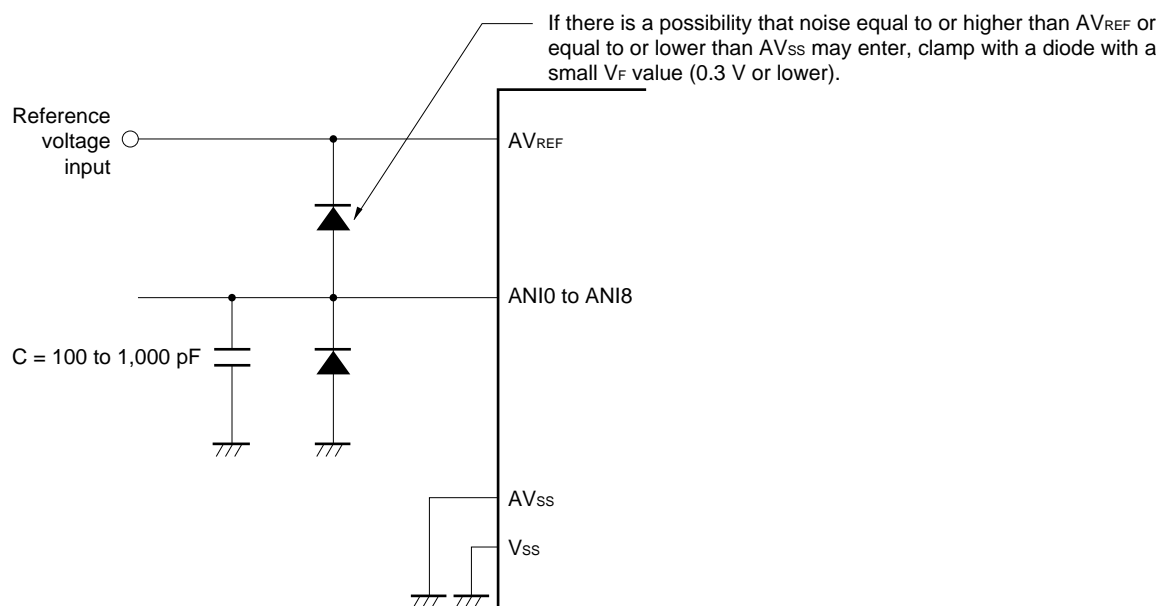 If there is a possibility that noise equal to or higher than AVREF or
equal to or lower than AVSS may enter, clamp with a diode with a
small VF value (0.3 V or lower).
Reference
voltage
input
AVREF
ANI0 to ANI8
C = 100 to 1,000 pF
AVSS
VSS